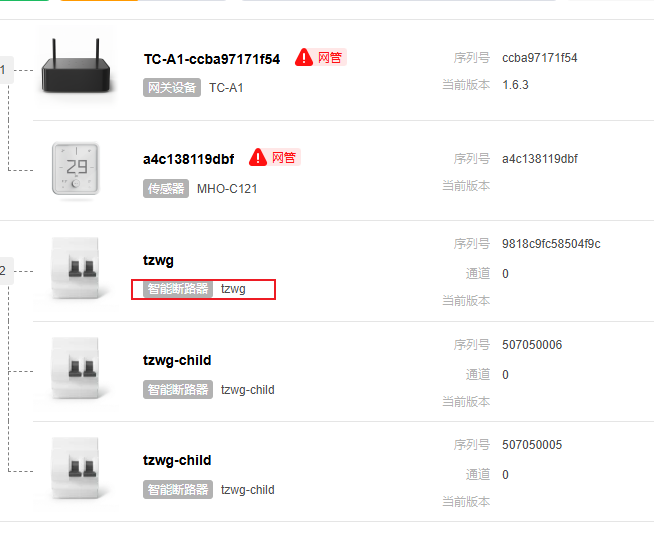 1
TC-A1-ccba97171f54 网管
网关设备 TC-A1
序列号 ccba97171f54
当前版本 1.6.3
29
a4c138119dbf 网管
传感器 MHO-C121
序列号 a4c138119dbf
当前版本
2
tzwg
智能断路器 tzwg
序列号 9818c9fc58504f9c
通道 0
当前版本
tzwg-child
智能断路器 tzwg-child
序列号 507050006
通道 0
当前版本
tzwg-child
智能断路器 tzwg-child
序列号 507050005
通道 0
当前版本